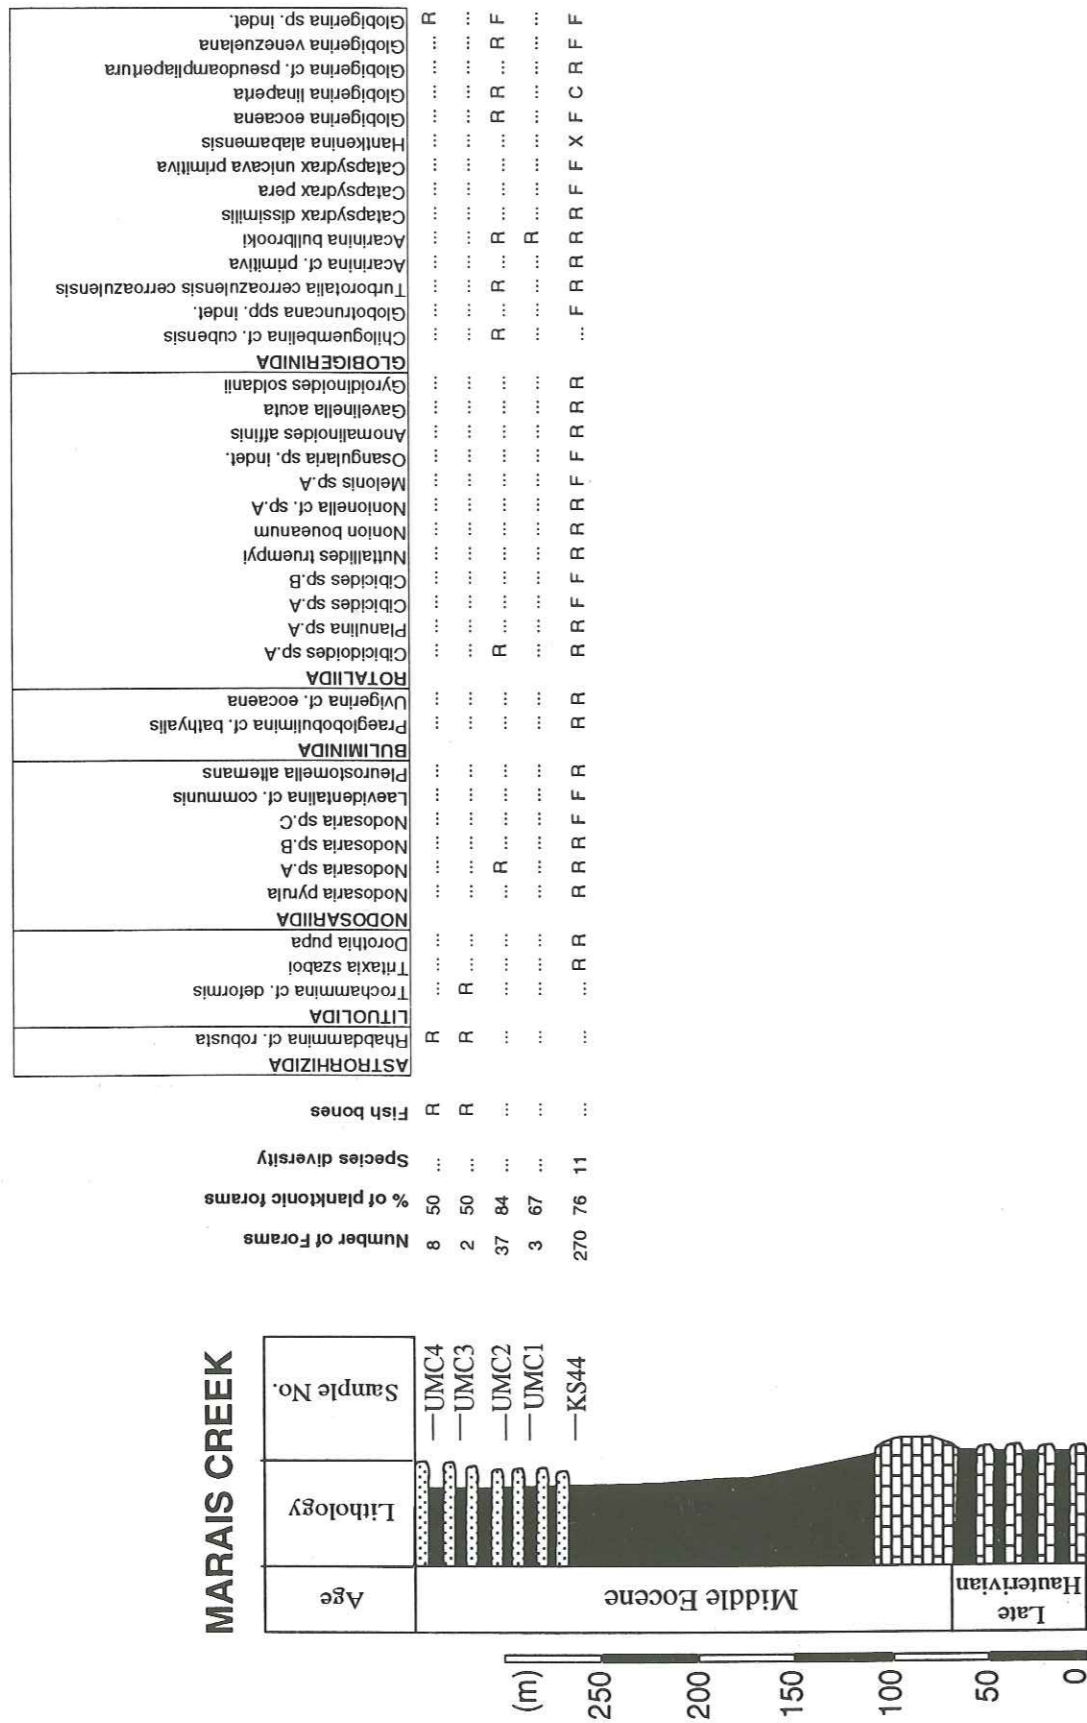 MARAIS CREEK
Age
Lithology
Sample No.
Middle Eocene
Late
Hauterivian
(m)
250
200
150
100
50
0
—UMC4
—UMC3
—UMC2
—UMC1
—KS44
Number of Forams 8 2 37 3 270
% of planktonic forams 50 50 84 67 76
Species diversity ... ... ... ... 11
Fish bones R R ... ... ...
ASTRORHIZIDA
Rhabdammina cf. robusta R R ... ... ...
LITUOLIDA
Trochammina cf. deformis ... R ... ... ...
Tritaxia szaboi ... ... ... ... R
Dorothia pupa ... ... ... ... R
NODOSARIIDA
Nodosaria pyrula ... ... ... ... R
Nodosaria sp.A ... ... R ... R
Nodosaria sp.B ... ... ... ... R
Nodosaria sp.C ... ... ... ... F
Laevidentalina cf. communis ... ... ... ... F
Pleurostomella alternans ... ... ... ... R
BULIMINIDA
Praeglobobulimina cf. bathyalis ... ... ... ... R
Uvigerina cf. eocaena ... ... ... ... R
ROTALIIDA
Cibicidoides sp.A ... ... R ... R
Planulina sp.A ... ... ... ... R
Cibicides sp.A ... ... ... ... F
Cibicides sp.B ... ... ... ... F
Nuttallides truempyi ... ... ... ... R
Nonion boueanum ... ... ... ... R
Nonionella cf. sp.A ... ... ... ... R
Melonis sp.A ... ... ... ... F
Osangularia sp. indet. ... ... ... ... F
Anomalinoides affinis ... ... ... ... R
Gavelinella acuta ... ... ... ... R
Gyroidinoides soldanii ... ... ... ... R
GLOBIGERINIDA
Chiloguembelina cf. cubensis ... ... R ... ...
Globotruncana spp. indet. ... ... ... ... F
Turborotalia cerroazulensis cerroazulensis ... ... R ... R
Acarinina cf. primitiva ... ... ... ... R
Acarinina bullbrooki ... ... R R R
Catapsydrax dissimilis ... ... ... ... R
Catapsydrax pera ... ... ... ... F
Catapsydrax unicava primitiva ... ... ... ... F
Hantkenina alabamensis ... ... ... ... X
Globigerina eocaena ... ... R ... F
Globigerina linaperta ... ... R ... C
Globigerina cf. pseudoampliapertura ... ... ... ... R
Globigerina venezuelana ... ... R ... F
Globigerina sp. indet. R ... F ... F